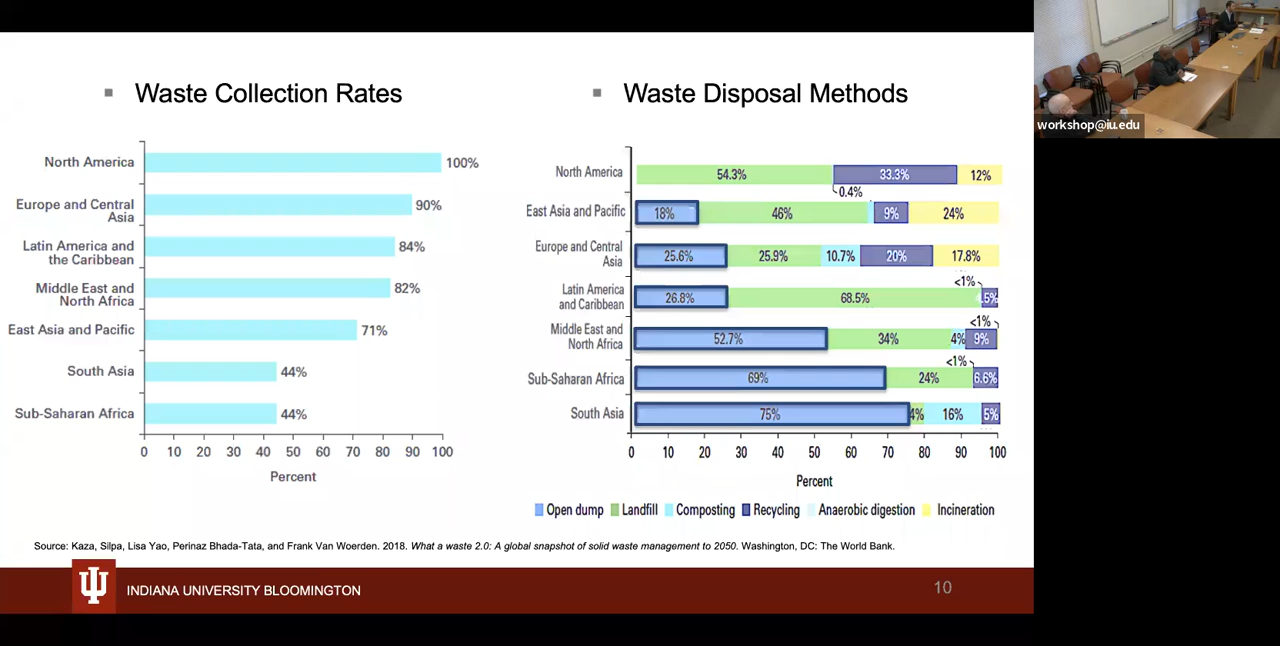 ▪ Waste Collection Rates
North America
100%
Europe and Central
Asia
90%
Latin America and
the Caribbean
84%
Middle East and
North Africa
82%
East Asia and Pacific
71%
South Asia
44%
Sub-Saharan Africa
44%
0 10 20 30 40 50 60 70 80 90 100
Percent
▪ Waste Disposal Methods
North America
54.3% 33.3% 12%
0.4%
East Asia and Pacific
18% 46% 9% 24%
Europe and Central
Asia
25.6% 25.9% 10.7% 20% 17.8%
<1%
Latin America
and Caribbean
26.8% 68.5% 4.5%
<1%
Middle East and
North Africa
52.7% 34% 4% 9%
<1%
Sub-Saharan Africa
69% 24% 6.6%
South Asia
75% 4% 16% 5%
0 10 20 30 40 50 60 70 80 90 100
Percent
Open dump Landfill Composting Recycling Anaerobic digestion Incineration
Source: Kaza, Silpa, Lisa Yao, Perinaz Bhada-Tata, and Frank Van Woerden. 2018. What a waste 2.0: A global snapshot of solid waste management to 2050. Washington, DC: The World Bank.
INDIANA UNIVERSITY BLOOMINGTON
10
workshop@iu.edu